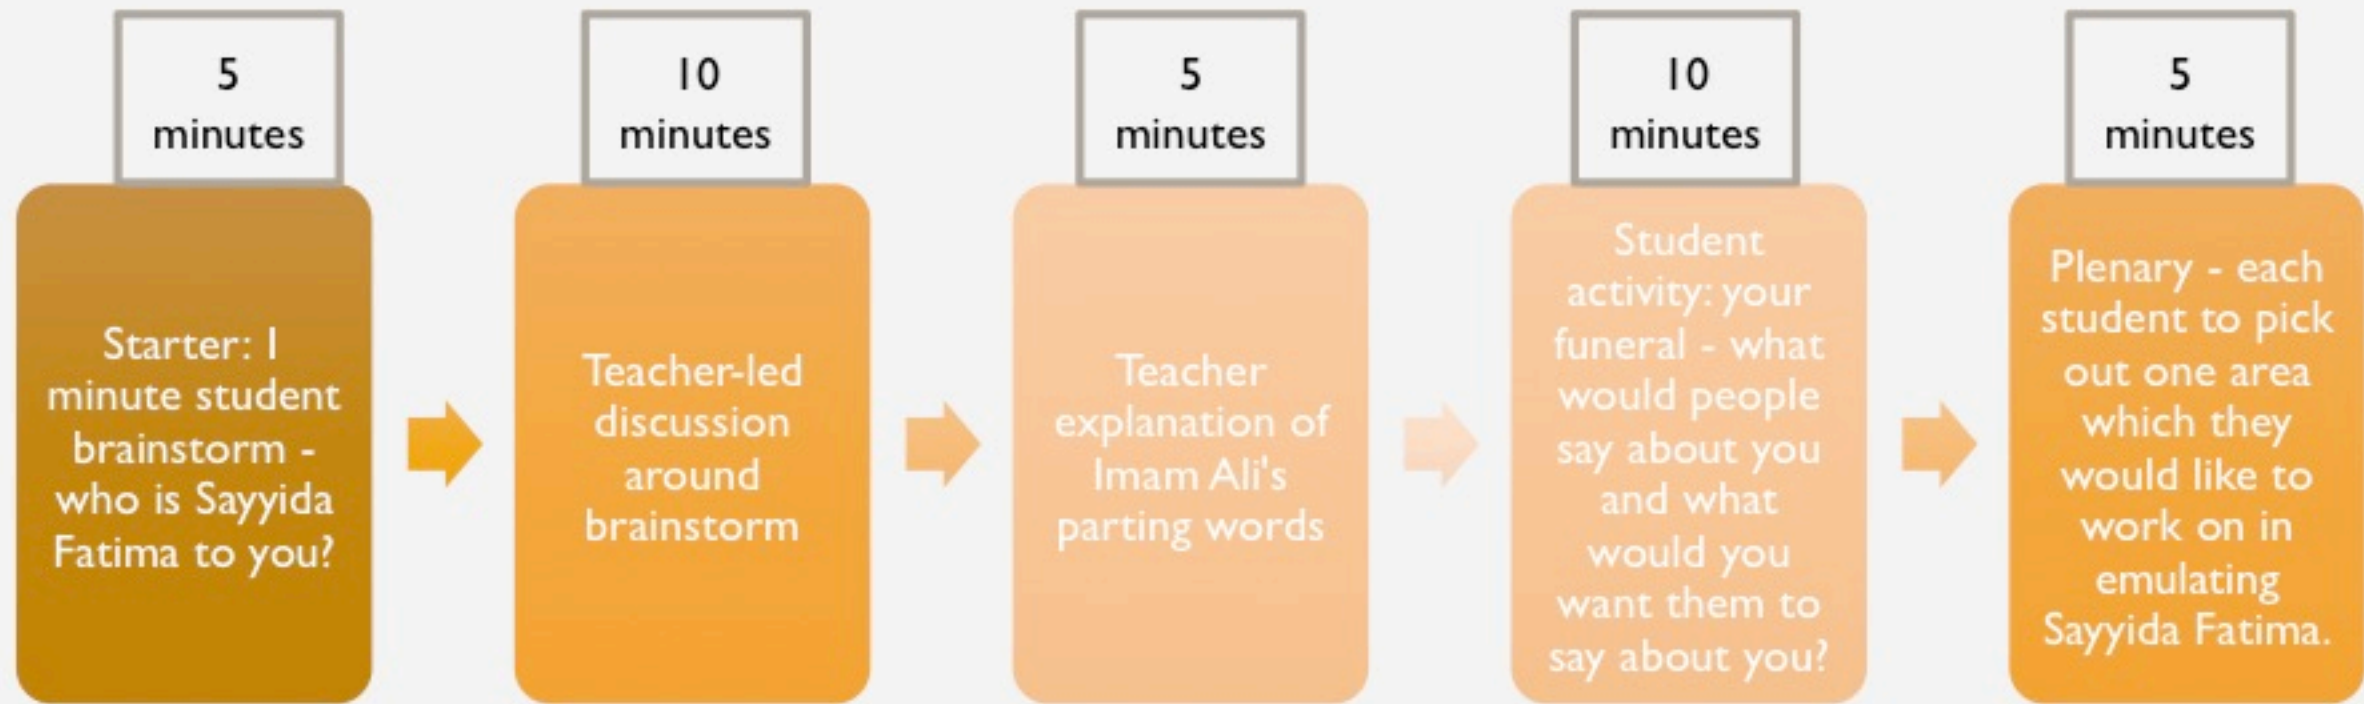 5
minutes
Starter: 1
minute student
brainstorm -
who is Sayyida
Fatima to you?
10
minutes
Teacher-led
discussion
around
brainstorm
5
minutes
Teacher
explanation of
Imam Ali's
parting words
10
minutes
Student
activity: your
funeral - what
would people
say about you
and what
would you
want them to
say about you?
5
minutes
Plenary - each
student to pick
out one area
which they
would like to
work on in
emulating
Sayyida Fatima.